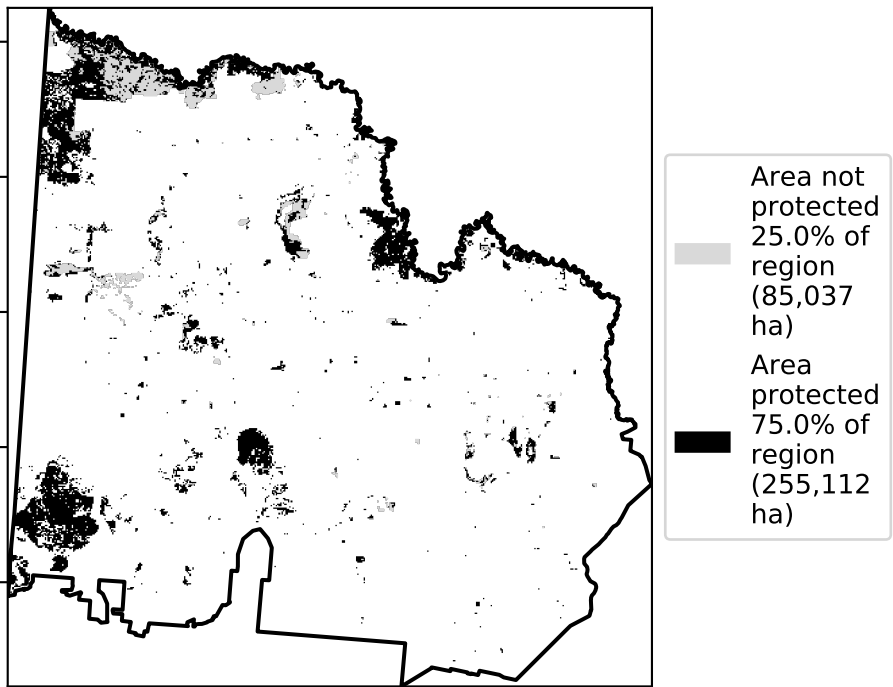 Area not
protected
25.0% of
region
(85,037
ha)
Area
protected
75.0% of
region
(255,112
ha)